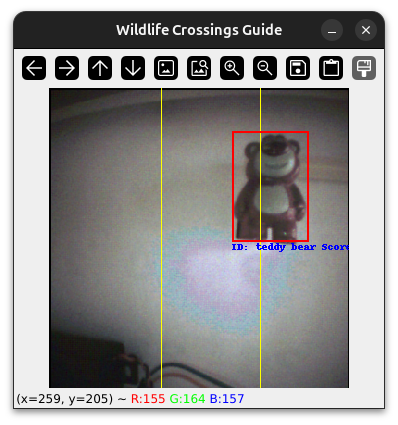 Wildlife Crossings Guide
ID: teddy bear Score
(x=259, y=205) ~ R:155 G:164 B:157